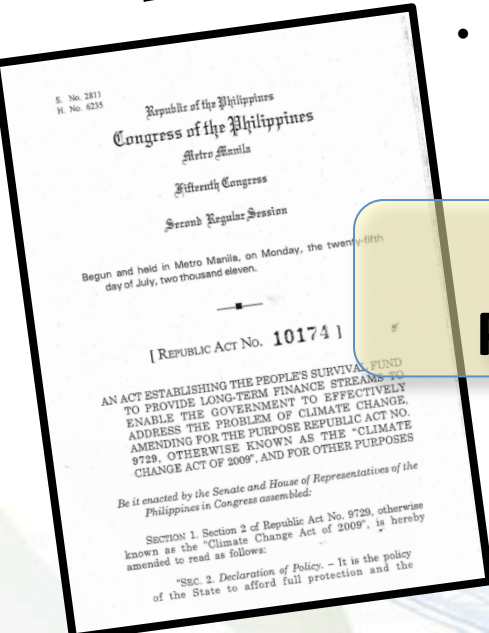 S. No. 2811
H. No. 6235
Republic of the Philippines
Congress of the Philippines
Metro Manila
Fifteenth Congress
Second Regular Session
Begun and held in Metro Manila, on Monday, the twenty-fifth
day of July, two thousand eleven.
[ REPUBLIC ACT NO. 10174 ]
AN ACT ESTABLISHING THE PEOPLE'S SURVIVAL FUND
TO PROVIDE LONG-TERM FINANCE STREAMS TO
ENABLE THE GOVERNMENT TO EFFECTIVELY
ADDRESS THE PROBLEM OF CLIMATE CHANGE,
AMENDING FOR THE PURPOSE REPUBLIC ACT NO.
9729, OTHERWISE KNOWN AS THE "CLIMATE
CHANGE ACT OF 2009", AND FOR OTHER PURPOSES
Be it enacted by the Senate and House of Representatives of the
Philippines in Congress assembled:
SECTION 1. Section 2 of Republic Act No. 9729, otherwise
known as the "Climate Change Act of 2009", is hereby
amended to read as follows:
"SEC. 2. Declaration of Policy. – It is the policy
of the State to afford full protection and the